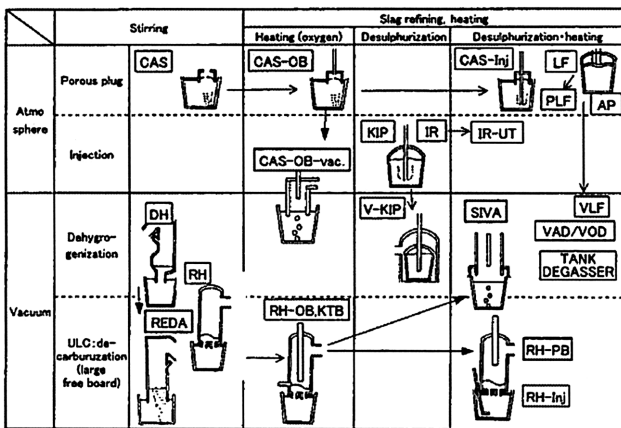 Stirring
Slag refining, heating
Heating (oxygen)
Desulphurization
Desulphurization·heating
Atmo
sphere
Porous plug
CAS
CAS-OB
CAS-Inj
LF
PLF
AP
Injection
CAS-OB-vac.
KIP
IR
IR-UT
Vacuum
Dehygro-
genization
DH
RH
V-KIP
SIVA
VLF
VAD/VOD
TANK
DEGASSER
ULC:de-
carburuzation
(large
free board)
REDA
RH-OB,KTB
RH-PB
RH-Inj